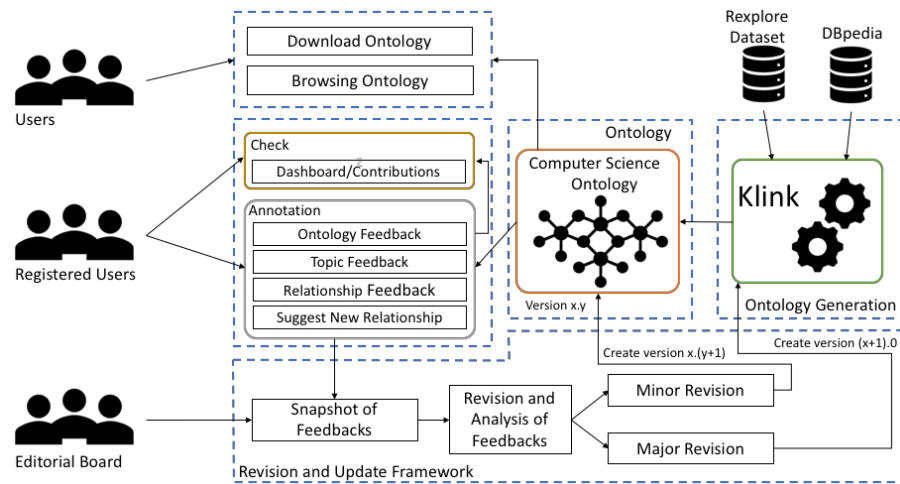 Rexplore
Dataset
DBpedia
Download Ontology
Browsing Ontology
Users
Check
Dashboard/Contributions
Annotation
Ontology Feedback
Topic Feedback
Relationship Feedback
Suggest New Relationship
Registered Users
Ontology
Computer Science
Ontology
Version x.y
Klink
Ontology Generation
Create version x.(y+1)
Create version (x+1).0
Snapshot of
Feedbacks
Revision and
Analysis of
Feedbacks
Minor Revision
Major Revision
Editorial Board
Revision and Update Framework